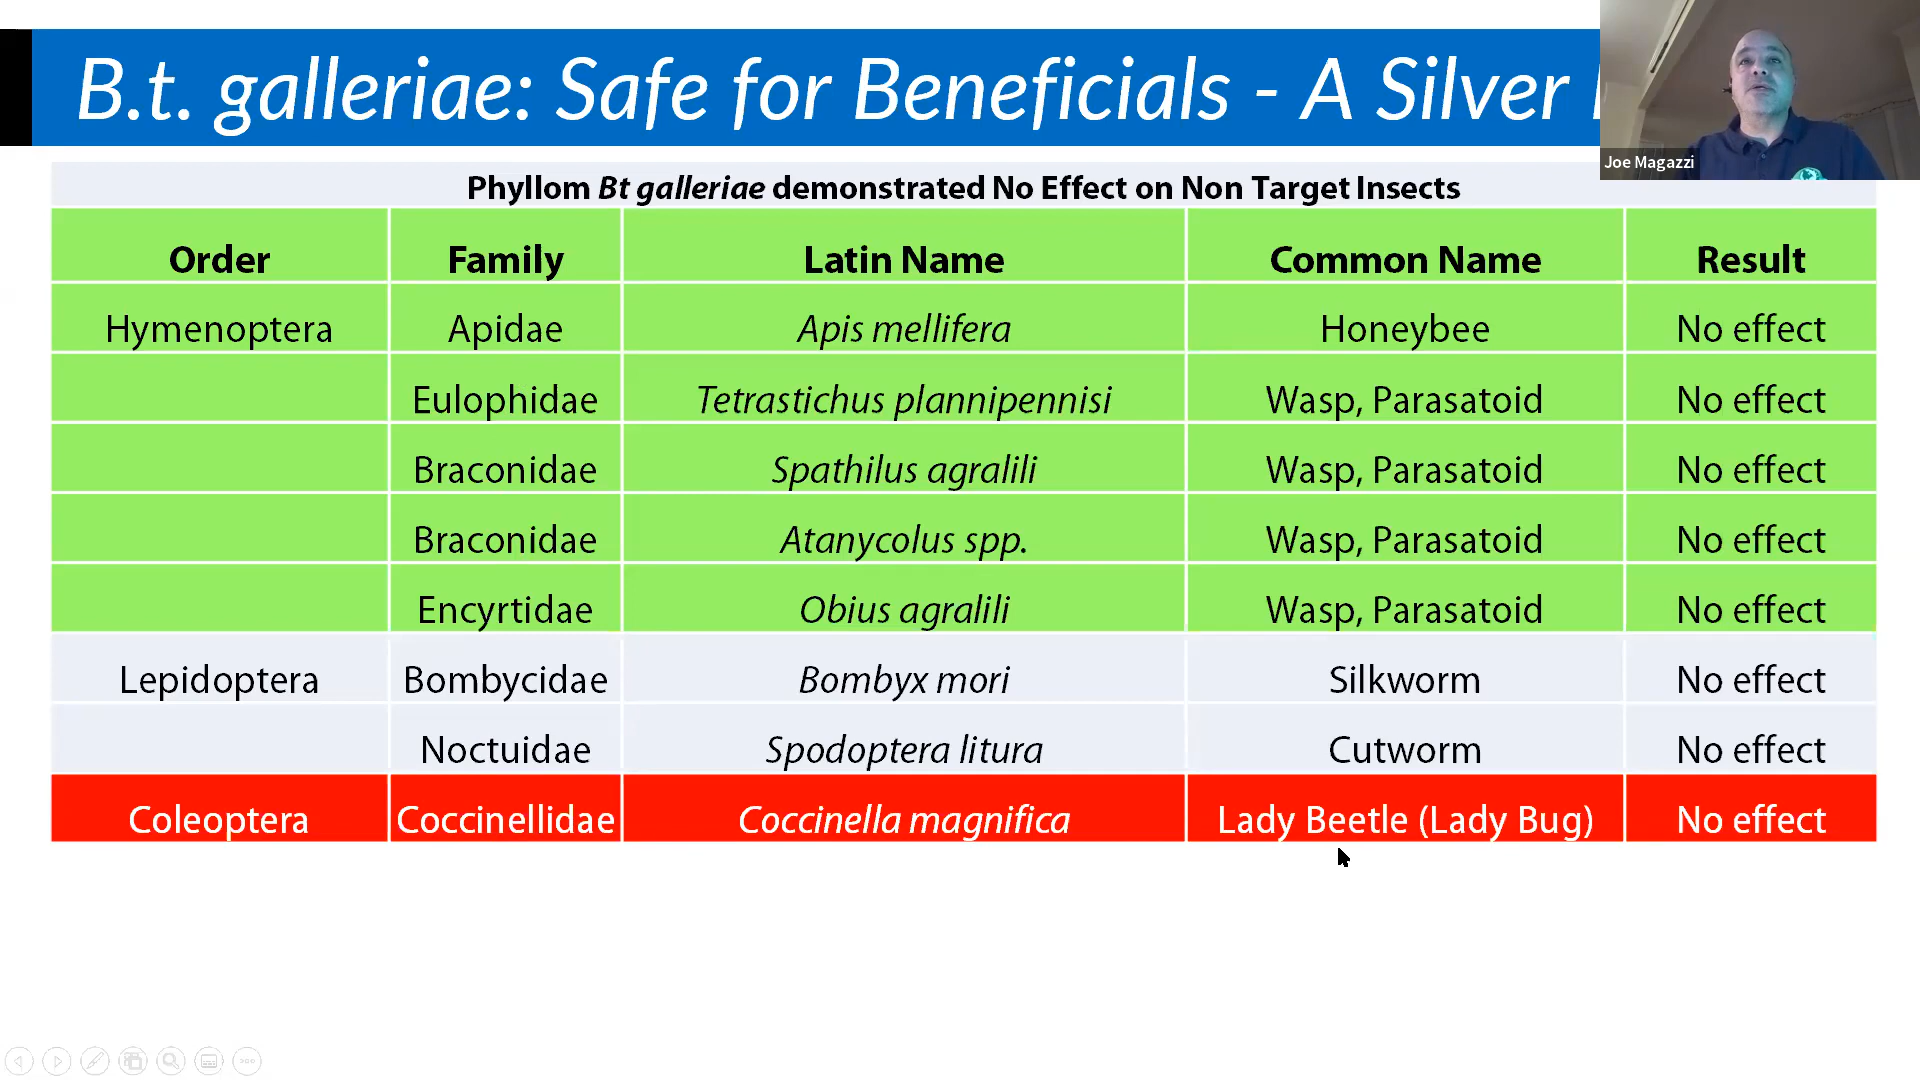 B.t. galleriae: Safe for Beneficials - A Silver
Joe Magazzi
Phyllom Bt galleriae demonstrated No Effect on Non Target Insects
Order Family Latin Name Common Name Result
Hymenoptera Apidae Apis mellifera Honeybee No effect
Eulophidae Tetrastichus plannipennisi Wasp, Parasatoid No effect
Braconidae Spathilus agralili Wasp, Parasatoid No effect
Braconidae Atanycolus spp. Wasp, Parasatoid No effect
Encyrtidae Obius agralili Wasp, Parasatoid No effect
Lepidoptera Bombycidae Bombyx mori Silkworm No effect
Noctuidae Spodoptera litura Cutworm No effect
Coleoptera Coccinellidae Coccinella magnifica Lady Beetle (Lady Bug) No effect